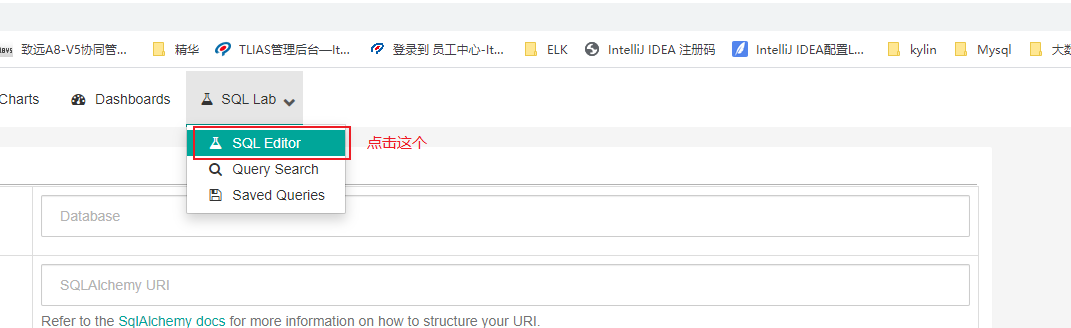 致远A8-V5协同管... 精华 TLIAS管理后台—It... 登录到 员工中心-It... ELK IntelliJ IDEA 注册码 IntelliJ IDEA配置L... kylin Mysql 大数
Charts Dashboards SQL Lab
SQL Editor 点击这个
Query Search
Saved Queries
Database
SQLAlchemy URI
Refer to the SqlAlchemy docs for more information on how to structure your URI.